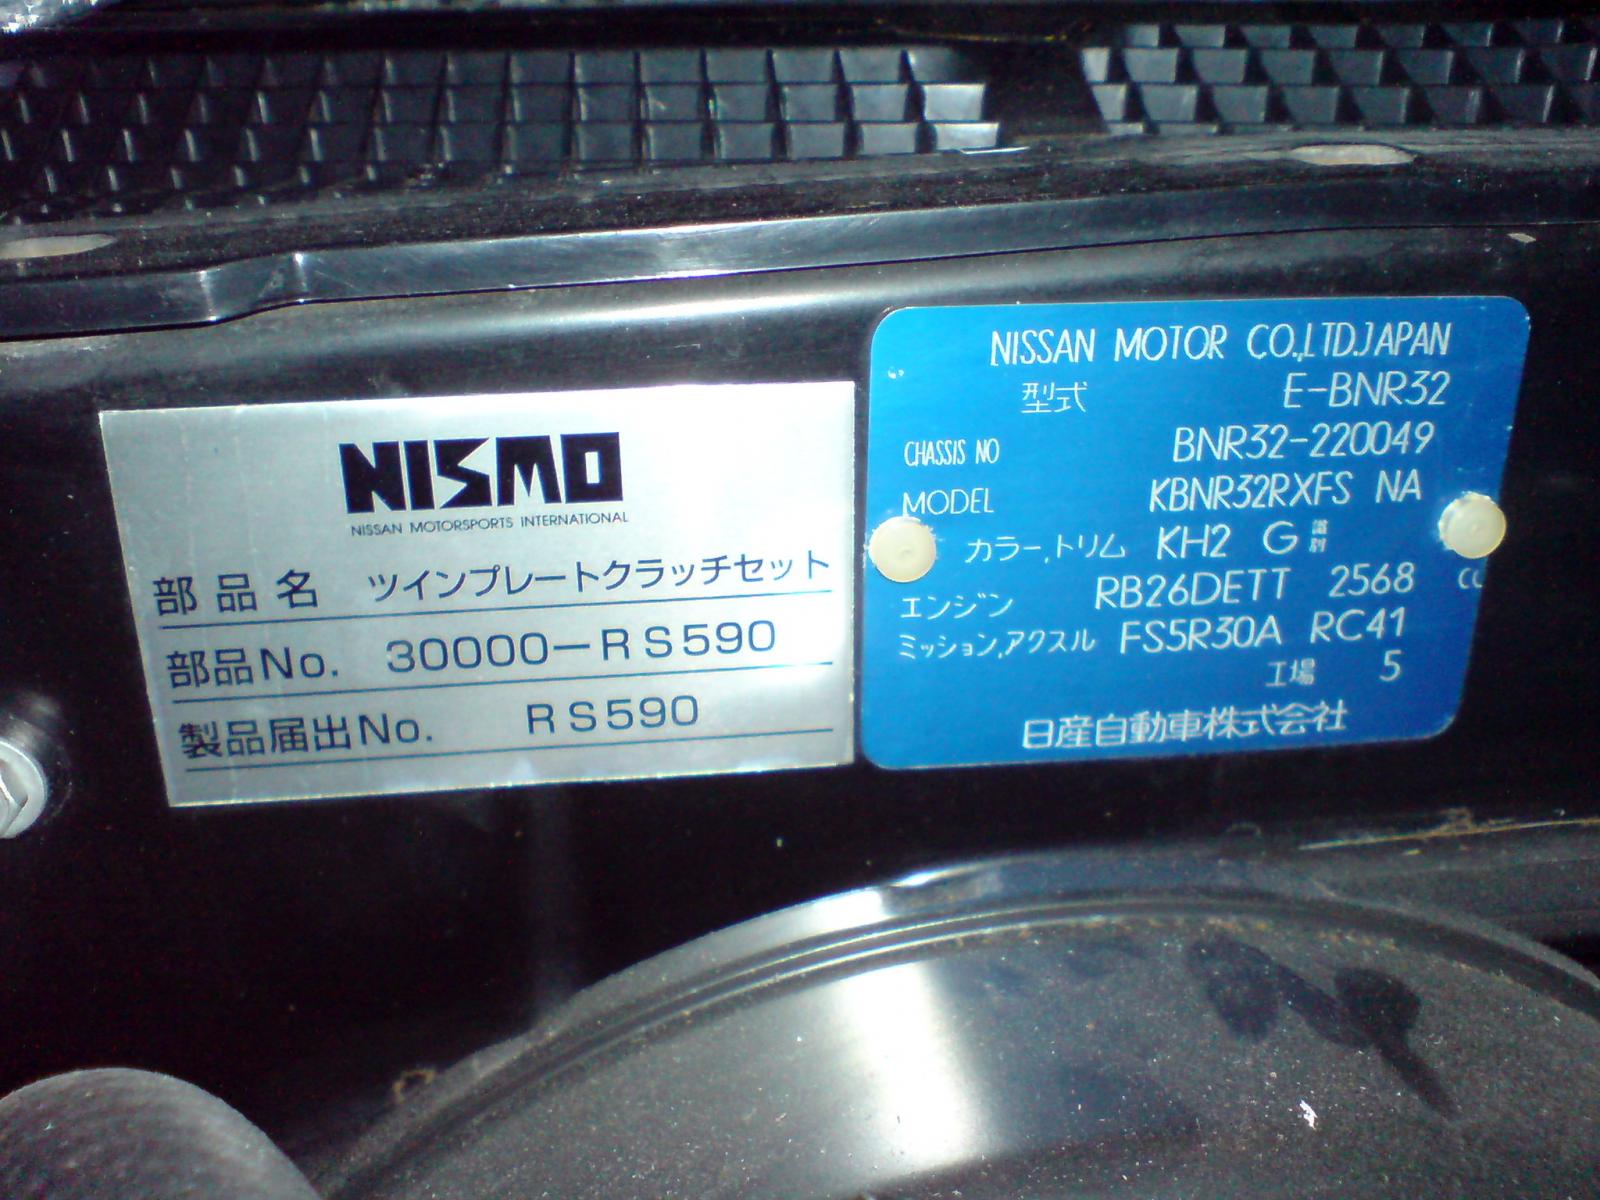 NISMO
NISSAN MOTORSPORTS INTERNATIONAL
部品名 ツインプレートクラッチセット
部品No. 30000-RS590
製品届出No. RS590
NISSAN MOTOR CO.,LTD.JAPAN
型式 E-BNR32
CHASSIS NO BNR32-220049
MODEL KBNR32RXFS NA
カラー,トリム KH2 G 識別
エンジン RB26DETT 2568 cc
ミッション,アクスル FS5R30A RC41
工場 5
日産自動車株式会社